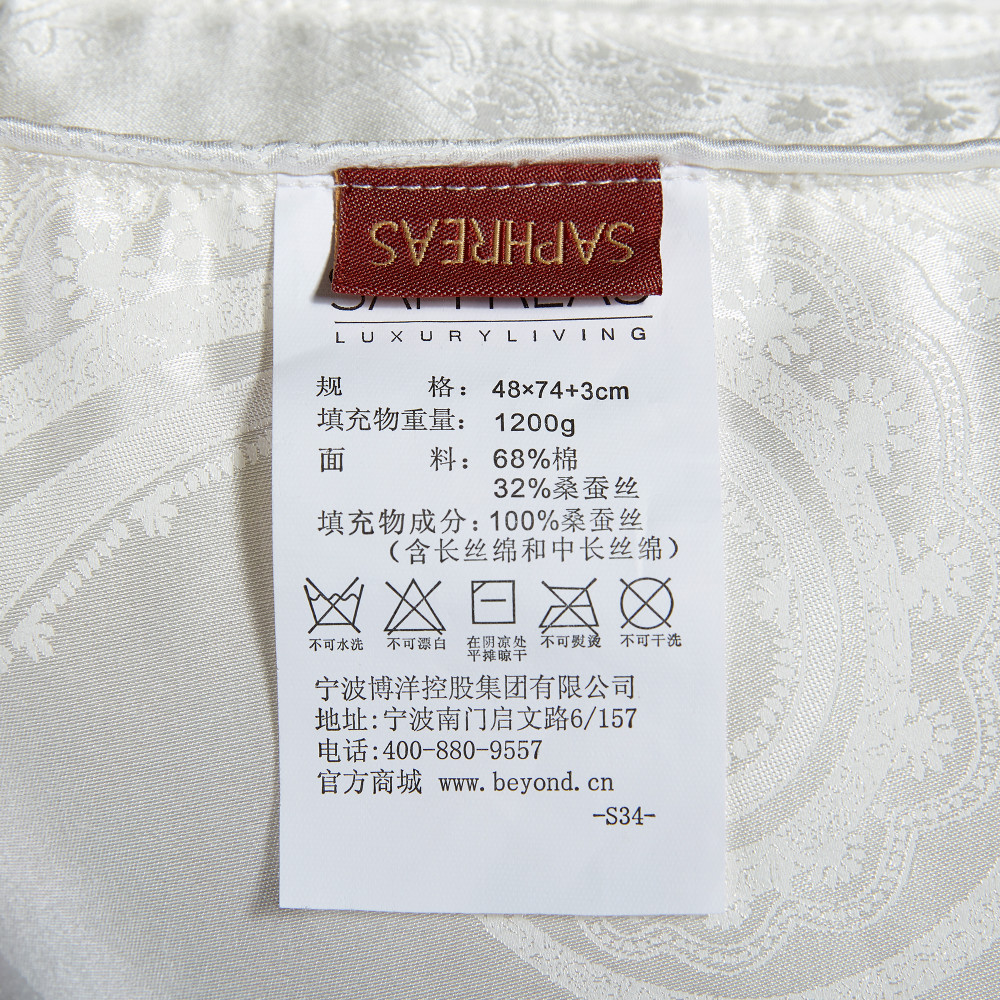 SAPHREAS
SAPHREAS
LUXURYLIVING
规 格：48×74+3cm
填充物重量：1200g
面 料：68%棉
32%桑蚕丝
填充物成分：100%桑蚕丝
（含长丝绵和中长丝绵）
不可水洗 不可漂白 在阴凉处平摊晾干 不可熨烫 不可干洗
宁波博洋控股集团有限公司
地址:宁波南门启文路6/157
电话:400-880-9557
官方商城 www.beyond.cn
-S34-